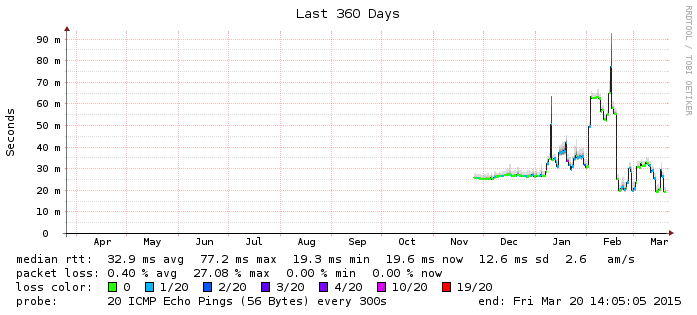 Last 360 Days
RRDTOOL / TOBI OETIKER
Seconds
90 m
80 m
70 m
60 m
50 m
40 m
30 m
20 m
10 m
0
Apr May Jun Jul Aug Sep Oct Nov Dec Jan Feb Mar
median rtt: 32.9 ms avg 77.2 ms max 19.3 ms min 19.6 ms now 12.6 ms sd 2.6 am/s
packet loss: 0.40 % avg 27.08 % max 0.00 % min 0.00 % now
loss color: 0 1/20 2/20 3/20 4/20 10/20 19/20
probe: 20 ICMP Echo Pings (56 Bytes) every 300s end: Fri Mar 20 14:05:05 2015